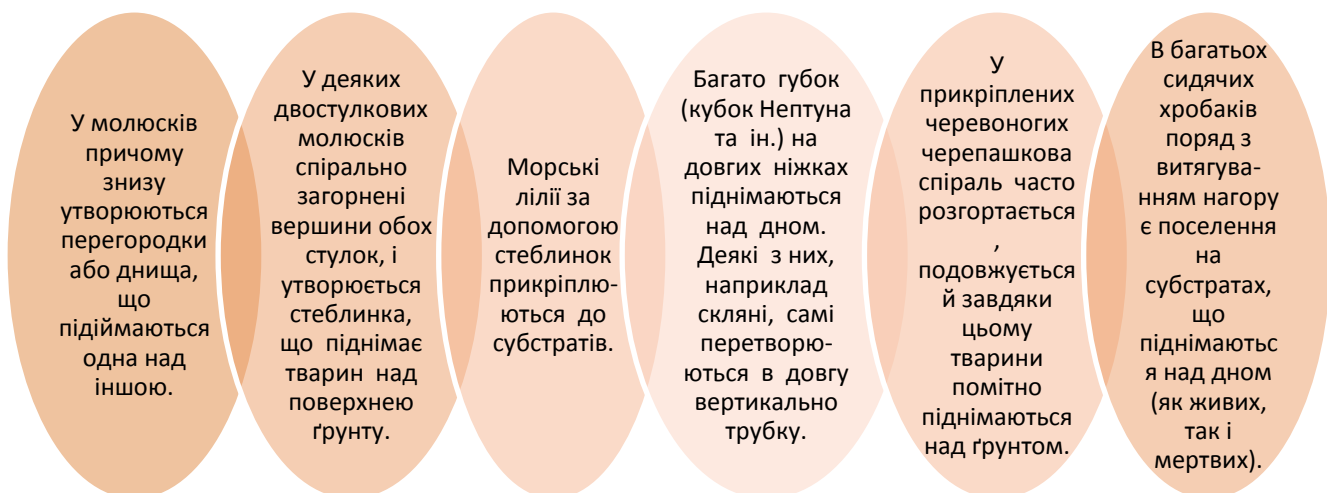 У молюсків
причому
знизу
утворюються
перегородки
або днища,
що
підіймаються
одна над
іншою.
У деяких
двостулкових
молюсків
спірально
загорнені
вершини обох
стулок, і
утворюється
стеблинка,
що піднімає
тварин над
поверхнею
ґрунту.
Морські
лілії за
допомогою
стеблинок
прикріплю-
ються до
субстратів.
Багато губок
(кубок Нептуна
та ін.) на
довгих ніжках
піднімаються
над дном.
Деякі з них,
наприклад
скляні, самі
перетворю-
ються в довгу
вертикально
трубку.
У
прикріплених
черевоногих
черепашкова
спіраль часто
розгортається
,
подовжується
й завдяки
цьому
тварини
помітно
піднімаються
над ґрунтом.
В багатьох
сидячих
хробаків
поряд з
витягува-
нням нагору
є поселення
на
субстратах,
що
піднімаютьс
я над дном
(як живих,
так і
мертвих).